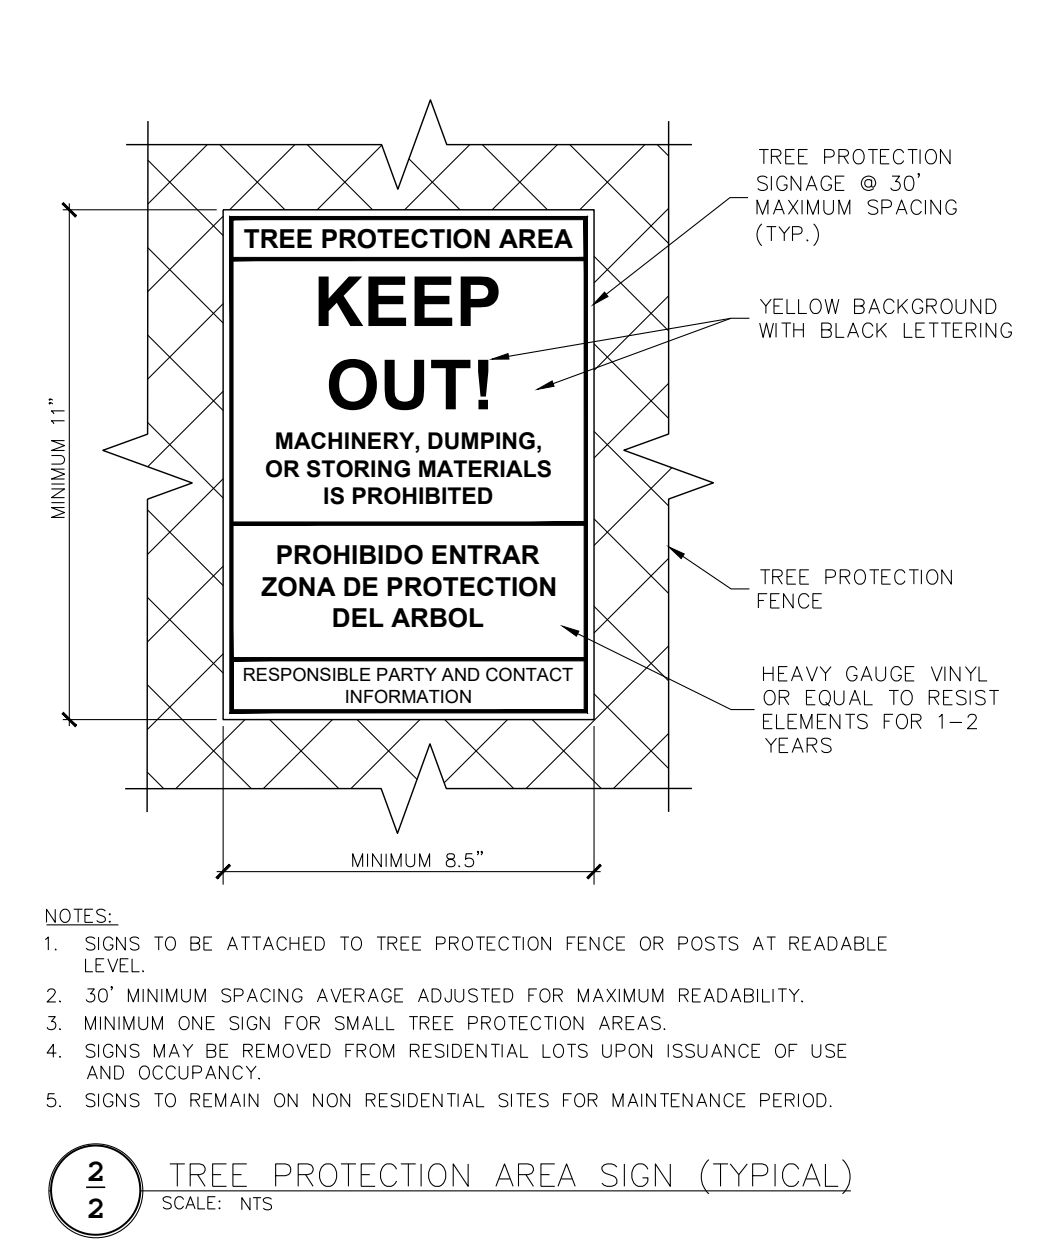 TREE PROTECTION
SIGNAGE @ 30'
MAXIMUM SPACING
(TYP.)
YELLOW BACKGROUND
WITH BLACK LETTERING
TREE PROTECTION
FENCE
HEAVY GAUGE VINYL
OR EQUAL TO RESIST
ELEMENTS FOR 1-2
YEARS
MINIMUM 11"
TREE PROTECTION AREA
KEEP
OUT!
MACHINERY, DUMPING,
OR STORING MATERIALS
IS PROHIBITED
PROHIBIDO ENTRAR
ZONA DE PROTECTION
DEL ARBOL
RESPONSIBLE PARTY AND CONTACT
INFORMATION
MINIMUM 8.5"
NOTES:
1. SIGNS TO BE ATTACHED TO TREE PROTECTION FENCE OR POSTS AT READABLE
LEVEL.
2. 30' MINIMUM SPACING AVERAGE ADJUSTED FOR MAXIMUM READABILITY.
3. MINIMUM ONE SIGN FOR SMALL TREE PROTECTION AREAS.
4. SIGNS MAY BE REMOVED FROM RESIDENTIAL LOTS UPON ISSUANCE OF USE
AND OCCUPANCY.
5. SIGNS TO REMAIN ON NON RESIDENTIAL SITES FOR MAINTENANCE PERIOD.
2
2
TREE PROTECTION AREA SIGN (TYPICAL)
SCALE: NTS